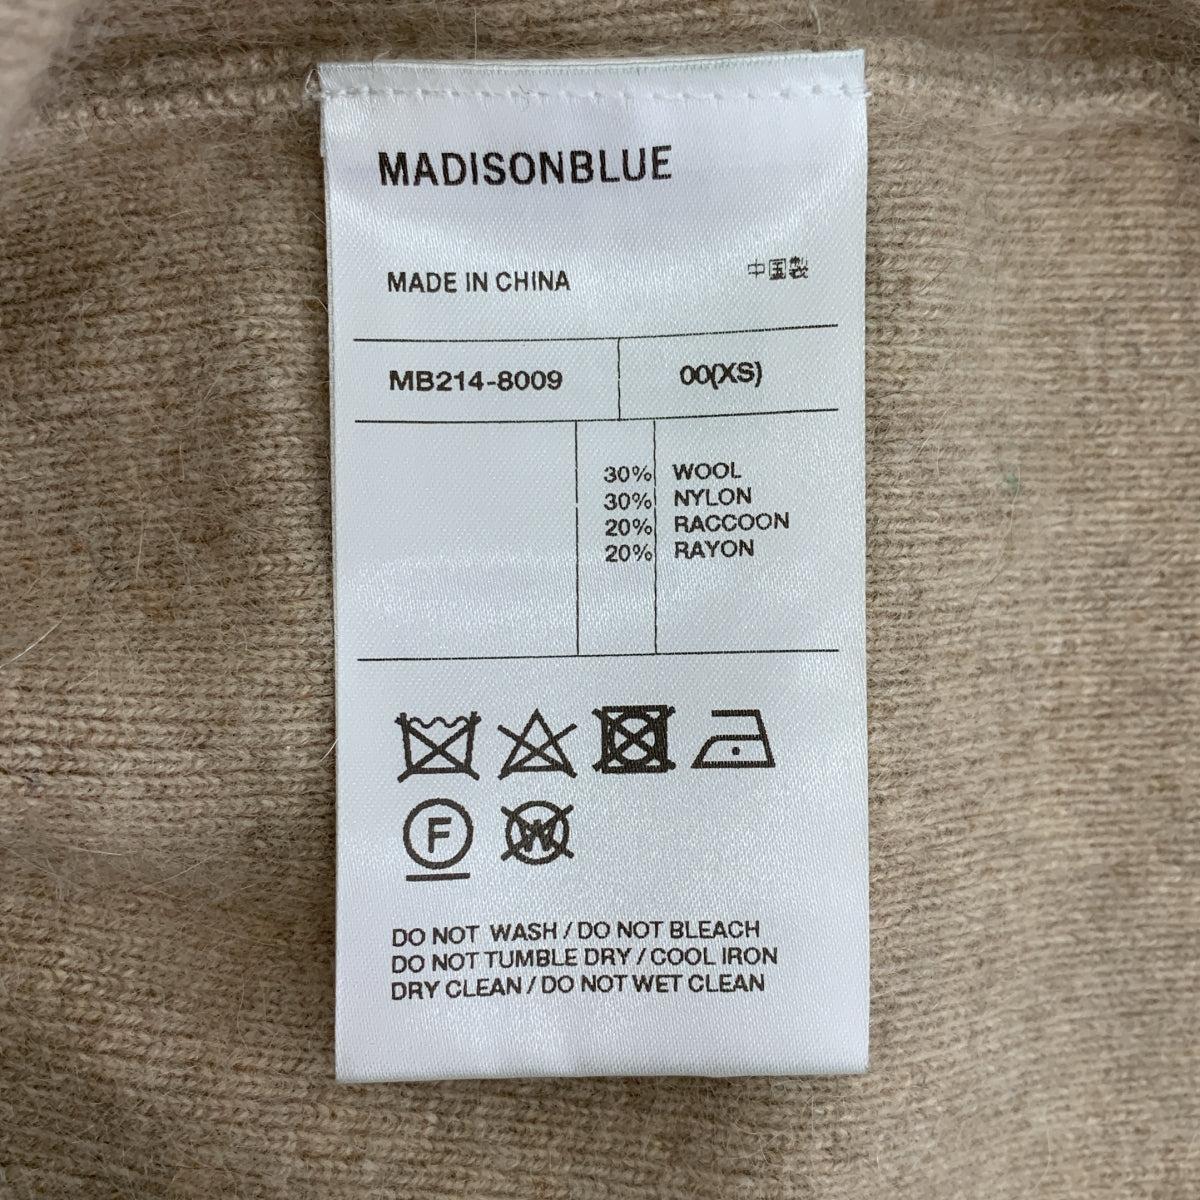 MADISONBLUE
MADE IN CHINA 中国製
MB214-8009 00(XS)
30% WOOL
30% NYLON
20% RACCOON
20% RAYON
F W
DO NOT WASH / DO NOT BLEACH
DO NOT TUMBLE DRY / COOL IRON
DRY CLEAN / DO NOT WET CLEAN